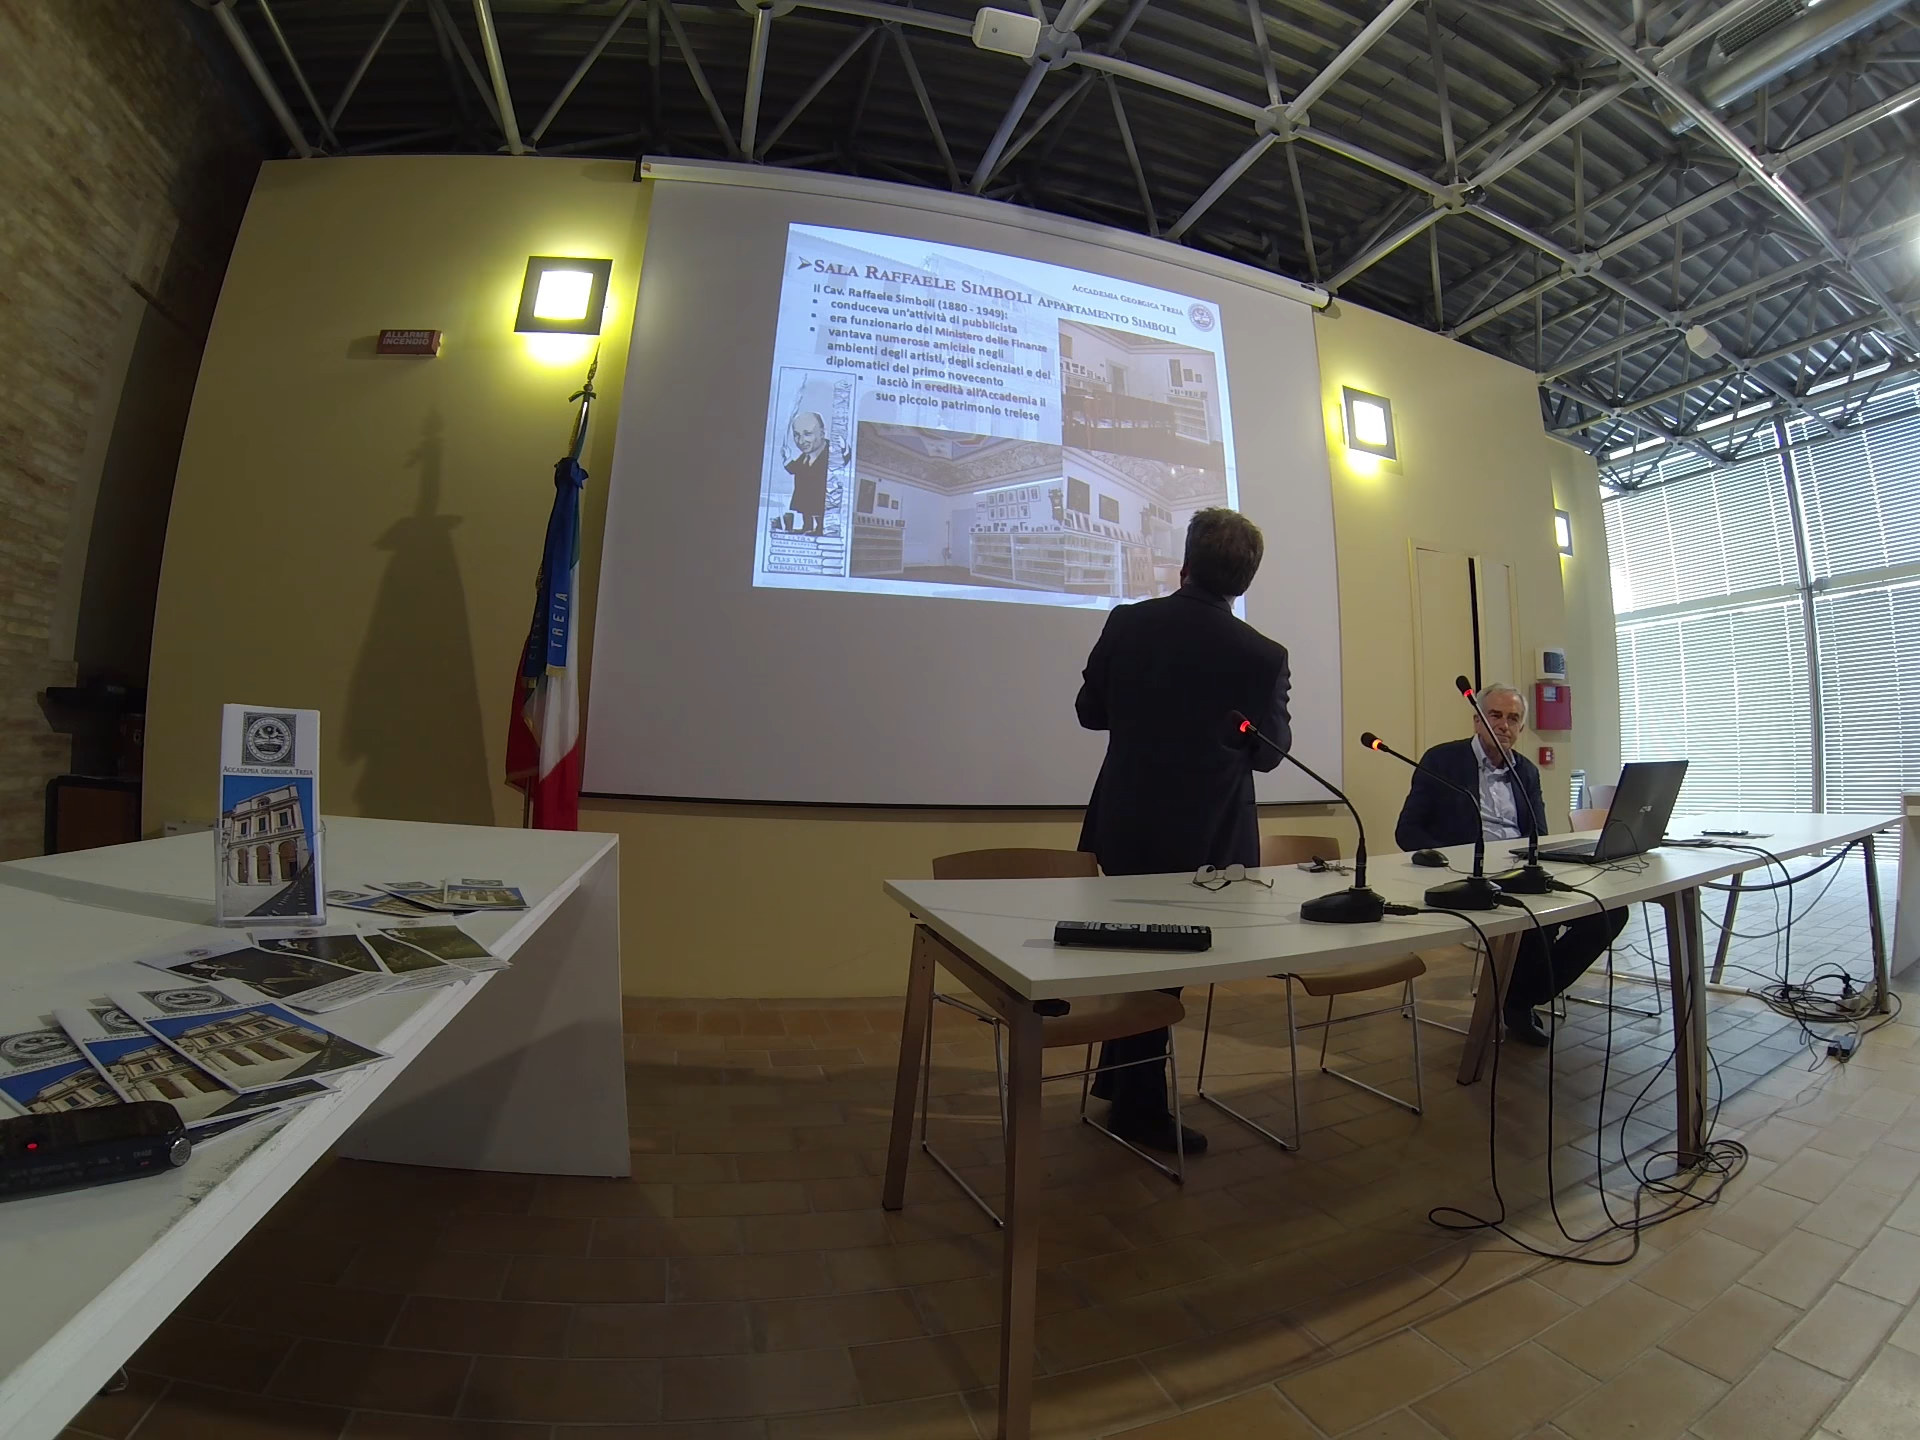 ALLARME
INCENDIO
ACCADEMIA GEORGICA TREIA
➢SALA RAFFAELE SIMBOLI APPARTAMENTO SIMBOLI
Il Cav. Raffaele Simboli (1880 - 1949):
▪ conduceva un'attività di pubblicista
▪ era funzionario del Ministero delle Finanze
▪ vantava numerose amicizie negli
ambienti degli artisti, degli scienziati e dei
diplomatici del primo novecento
▪ lasciò in eredità all'Accademia il
suo piccolo patrimonio treiese
PLUS VLTRA
TREIA
ACCADEMIA GEORGICA TREIA